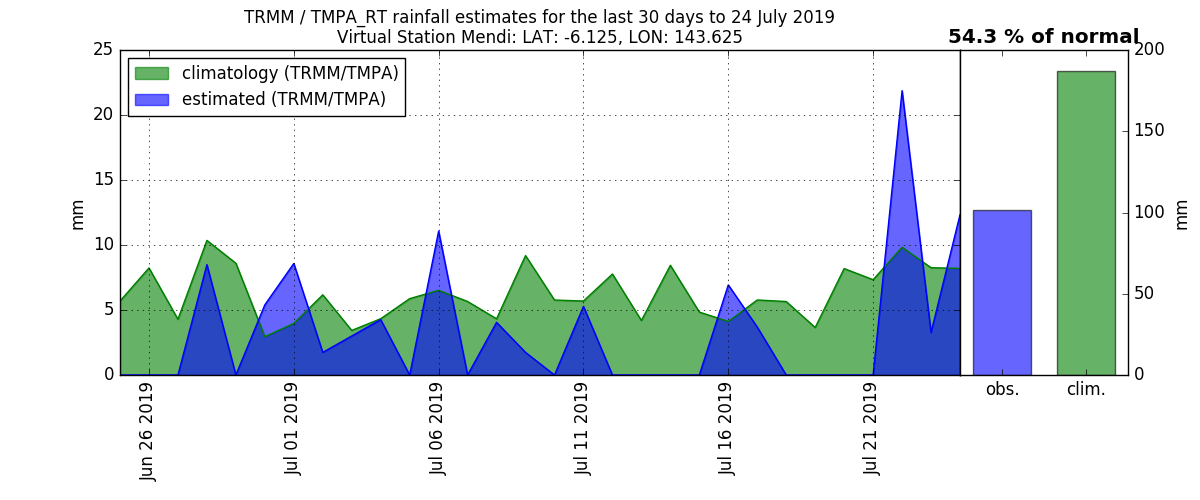 TRMM / TMPA_RT rainfall estimates for the last 30 days to 24 July 2019
Virtual Station Mendi: LAT: -6.125, LON: 143.625
54.3 % of normal
climatology (TRMM/TMPA)
estimated (TRMM/TMPA)
mm
25
20
15
10
5
0
Jun 26 2019
Jul 01 2019
Jul 06 2019
Jul 11 2019
Jul 16 2019
Jul 21 2019
obs.
clim.
200
150
100
50
0
mm